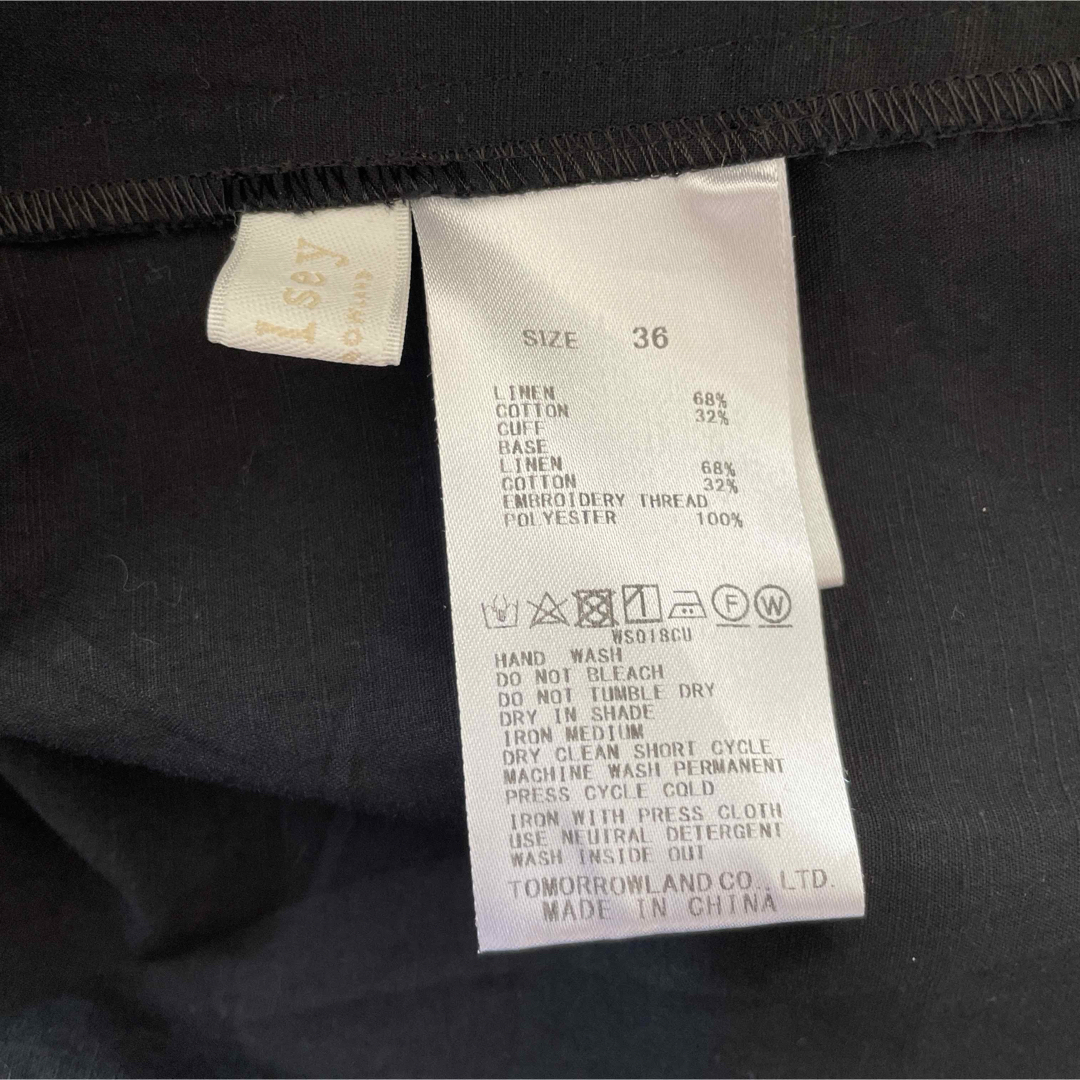 lsey
SIZE 36
LINEN 68%
COTTON 32%
CUFF
BASE
LINEN 68%
COTTON 32%
EMBROIDERY THREAD
POLYESTER 100%
F W
WS018CU
HAND WASH
DO NOT BLEACH
DO NOT TUMBLE DRY
DRY IN SHADE
IRON MEDIUM
DRY CLEAN SHORT CYCLE
MACHINE WASH PERMANENT
PRESS CYCLE COLD
IRON WITH PRESS CLOTH
USE NEUTRAL DETERGENT
WASH INSIDE OUT
TOMORROWLAND CO., LTD.
MADE IN CHINA